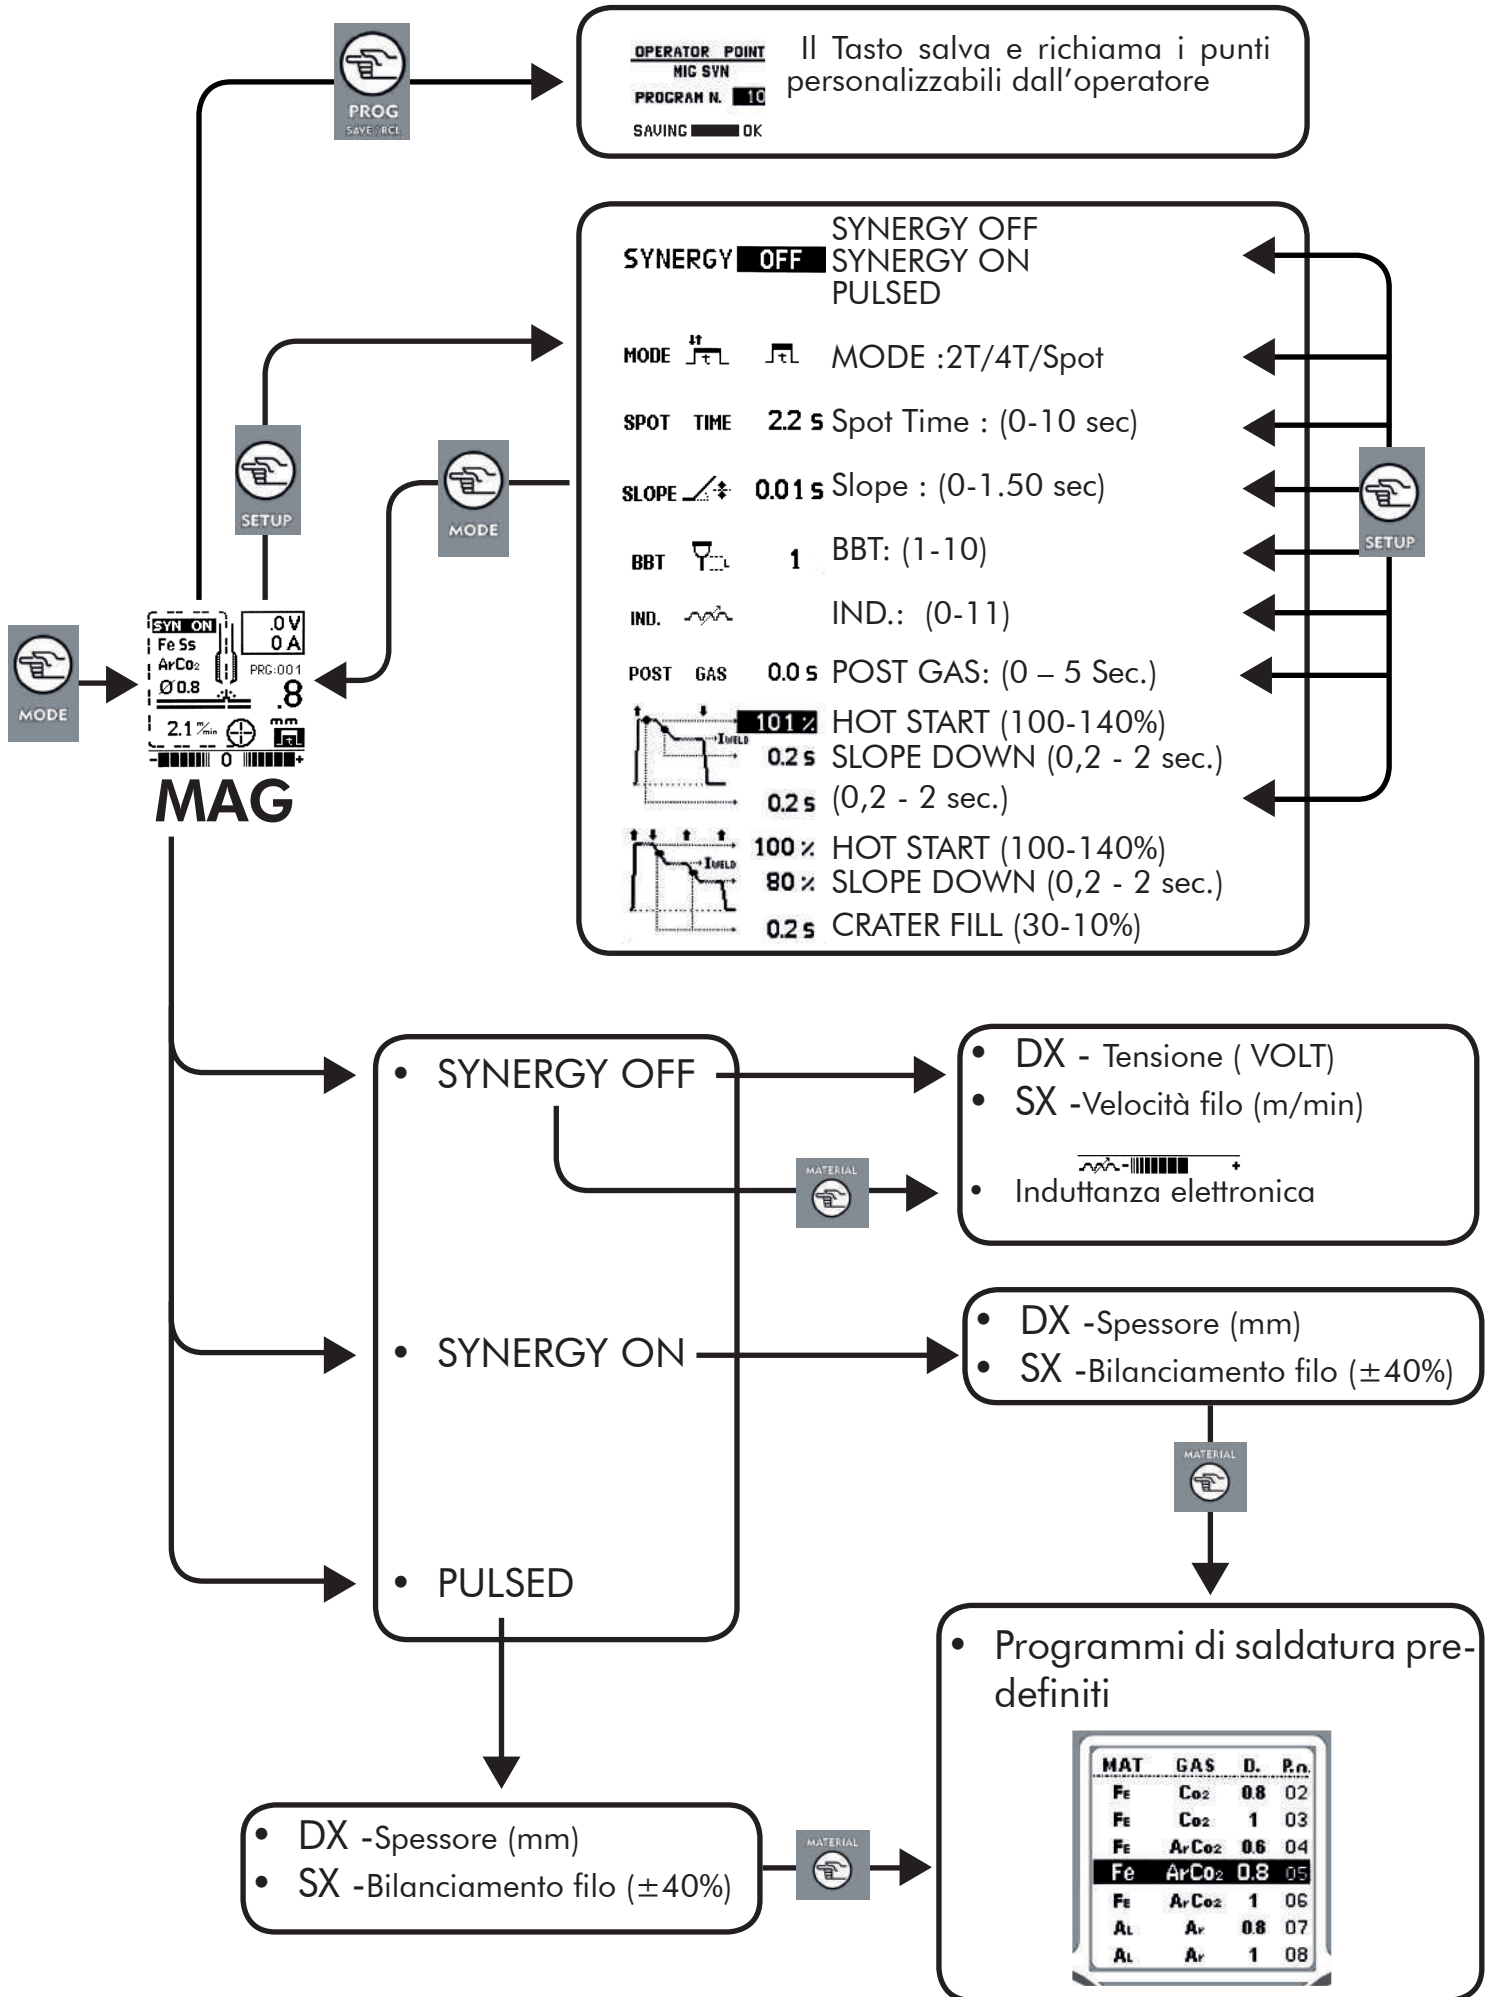 PROG
SAVE / RCL
OPERATOR POINT
MIG SYN
PROGRAM N. 10
SAVING OK
Il Tasto salva e richiama i punti
personalizzabili dall'operatore
SYNERGY OFF
SYNERGY OFF
SYNERGY ON
PULSED
MODE t t MODE :2T/4T/Spot
SPOT TIME 2.2 s Spot Time : (0-10 sec)
SLOPE 0.01 s Slope : (0-1.50 sec)
BBT L 1 BBT: (1-10)
IND. IND.: (0-11)
POST GAS 0.0 s POST GAS: (0 – 5 Sec.)
101 % HOT START (100-140%)
IWELD
0.2 s SLOPE DOWN (0,2 - 2 sec.)
0.2 s (0,2 - 2 sec.)
100 % HOT START (100-140%)
IWELD
80 % SLOPE DOWN (0,2 - 2 sec.)
0.2 s CRATER FILL (30-10%)
SETUP
SETUP
MODE
MODE
SYN ON
Fe Ss
ArCo2
Ø 0.8
.0 V
0 A
PRG:001
.8
2.1 m/min
mm
t
- 0 +
MAG
• SYNERGY OFF
• DX - Tensione ( VOLT)
• SX -Velocità filo (m/min)
- +
• Induttanza elettronica
MATERIAL
• SYNERGY ON
• DX -Spessore (mm)
• SX -Bilanciamento filo (±40%)
MATERIAL
• PULSED
• DX -Spessore (mm)
• SX -Bilanciamento filo (±40%)
MATERIAL
• Programmi di saldatura pre-
definiti
MAT GAS D. P.n.
FE Co2 0.8 02
FE Co2 1 03
FE ArCo2 0.6 04
Fe ArCo2 0.8 05
FE ArCo2 1 06
AL Ar 0.8 07
AL Ar 1 08